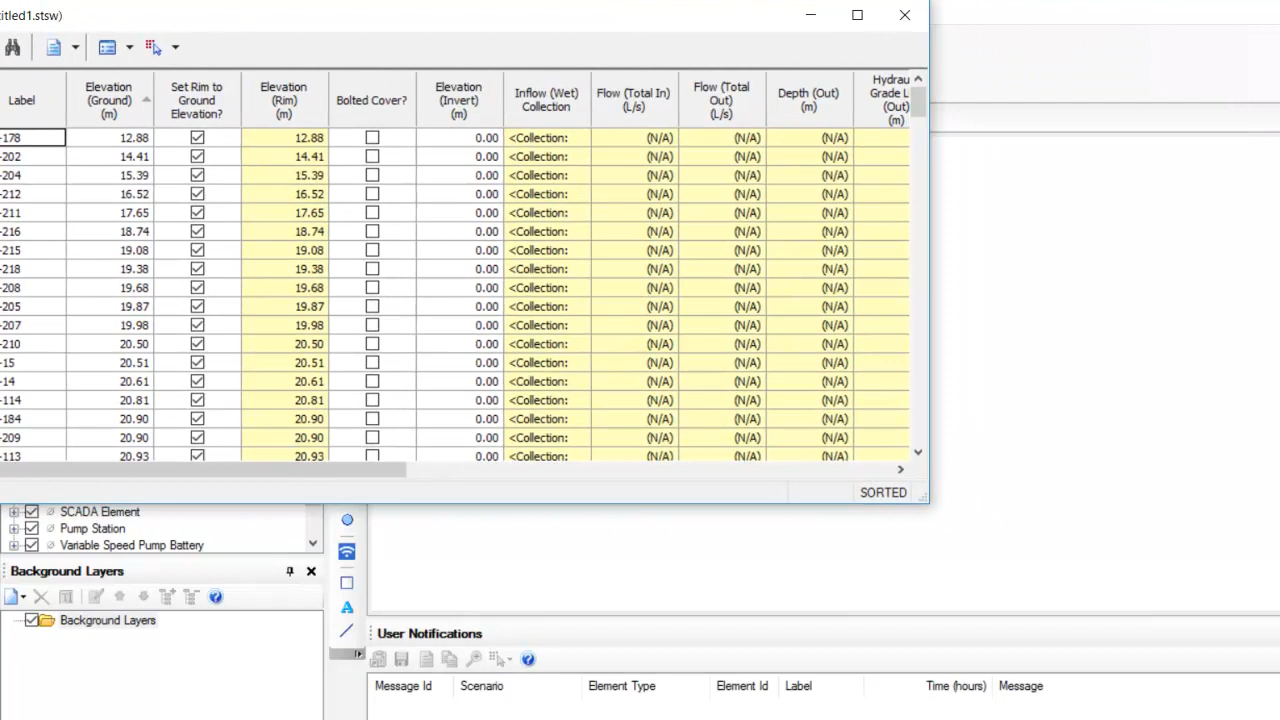 itled1.stsw)
Label Elevation (Ground) (m) Set Rim to Ground Elevation? Elevation (Rim) (m) Bolted Cover? Elevation (Invert) (m) Inflow (Wet) Collection Flow (Total In) (L/s) Flow (Total Out) (L/s) Depth (Out) (m) Hydrau Grade L (Out) (m)
-178 12.88 12.88 0.00 <Collection: (N/A) (N/A) (N/A)
-202 14.41 14.41 0.00 <Collection: (N/A) (N/A) (N/A)
-204 15.39 15.39 0.00 <Collection: (N/A) (N/A) (N/A)
-212 16.52 16.52 0.00 <Collection: (N/A) (N/A) (N/A)
-211 17.65 17.65 0.00 <Collection: (N/A) (N/A) (N/A)
-216 18.74 18.74 0.00 <Collection: (N/A) (N/A) (N/A)
-215 19.08 19.08 0.00 <Collection: (N/A) (N/A) (N/A)
-218 19.38 19.38 0.00 <Collection: (N/A) (N/A) (N/A)
-208 19.68 19.68 0.00 <Collection: (N/A) (N/A) (N/A)
-205 19.87 19.87 0.00 <Collection: (N/A) (N/A) (N/A)
-207 19.98 19.98 0.00 <Collection: (N/A) (N/A) (N/A)
-210 20.50 20.50 0.00 <Collection: (N/A) (N/A) (N/A)
-15 20.51 20.51 0.00 <Collection: (N/A) (N/A) (N/A)
-14 20.61 20.61 0.00 <Collection: (N/A) (N/A) (N/A)
-114 20.81 20.81 0.00 <Collection: (N/A) (N/A) (N/A)
-184 20.90 20.90 0.00 <Collection: (N/A) (N/A) (N/A)
-209 20.90 20.90 0.00 <Collection: (N/A) (N/A) (N/A)
-113 20.93 20.93 0.00 <Collection: (N/A) (N/A) (N/A)
SORTED
SCADA Element
Pump Station
Variable Speed Pump Battery
Background Layers
Background Layers
A
User Notifications
Message Id Scenario Element Type Element Id Label Time (hours) Message